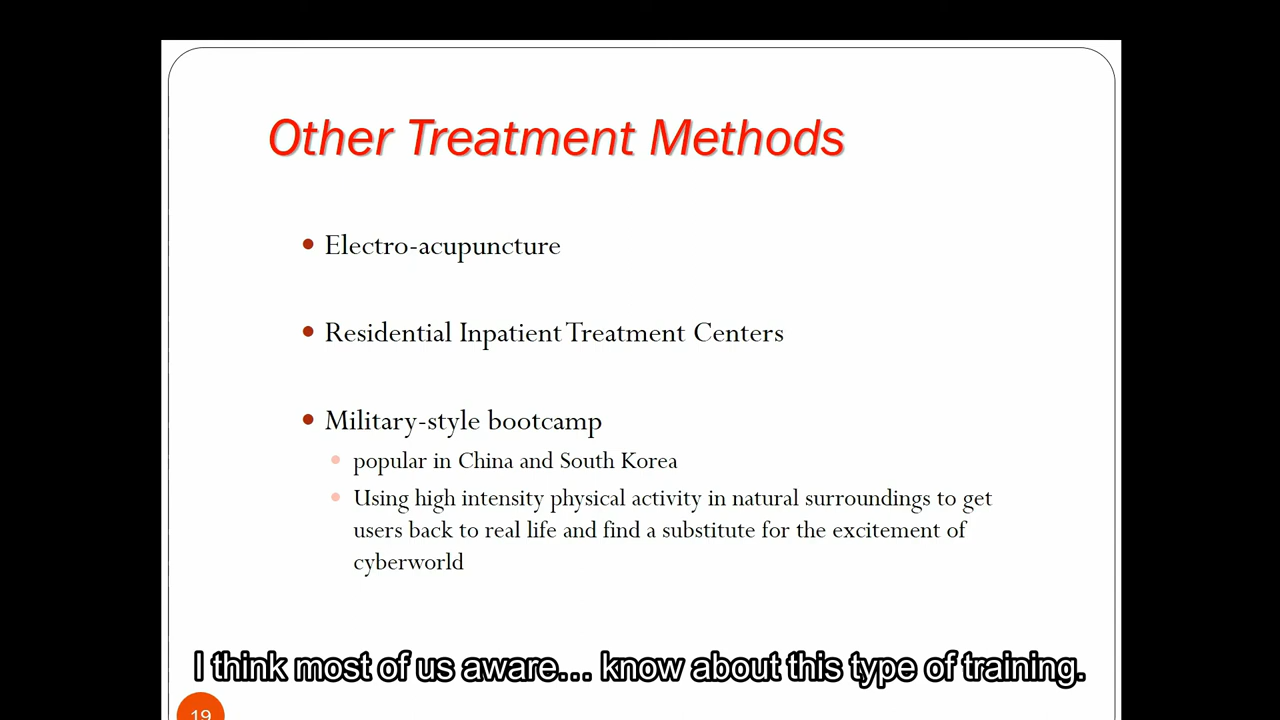 Other Treatment Methods
• Electro-acupuncture
• Residential Inpatient Treatment Centers
• Military-style bootcamp
• popular in China and South Korea
• Using high intensity physical activity in natural surroundings to get
users back to real life and find a substitute for the excitement of
cyberworld
I think most of us aware... know about this type of training.
19